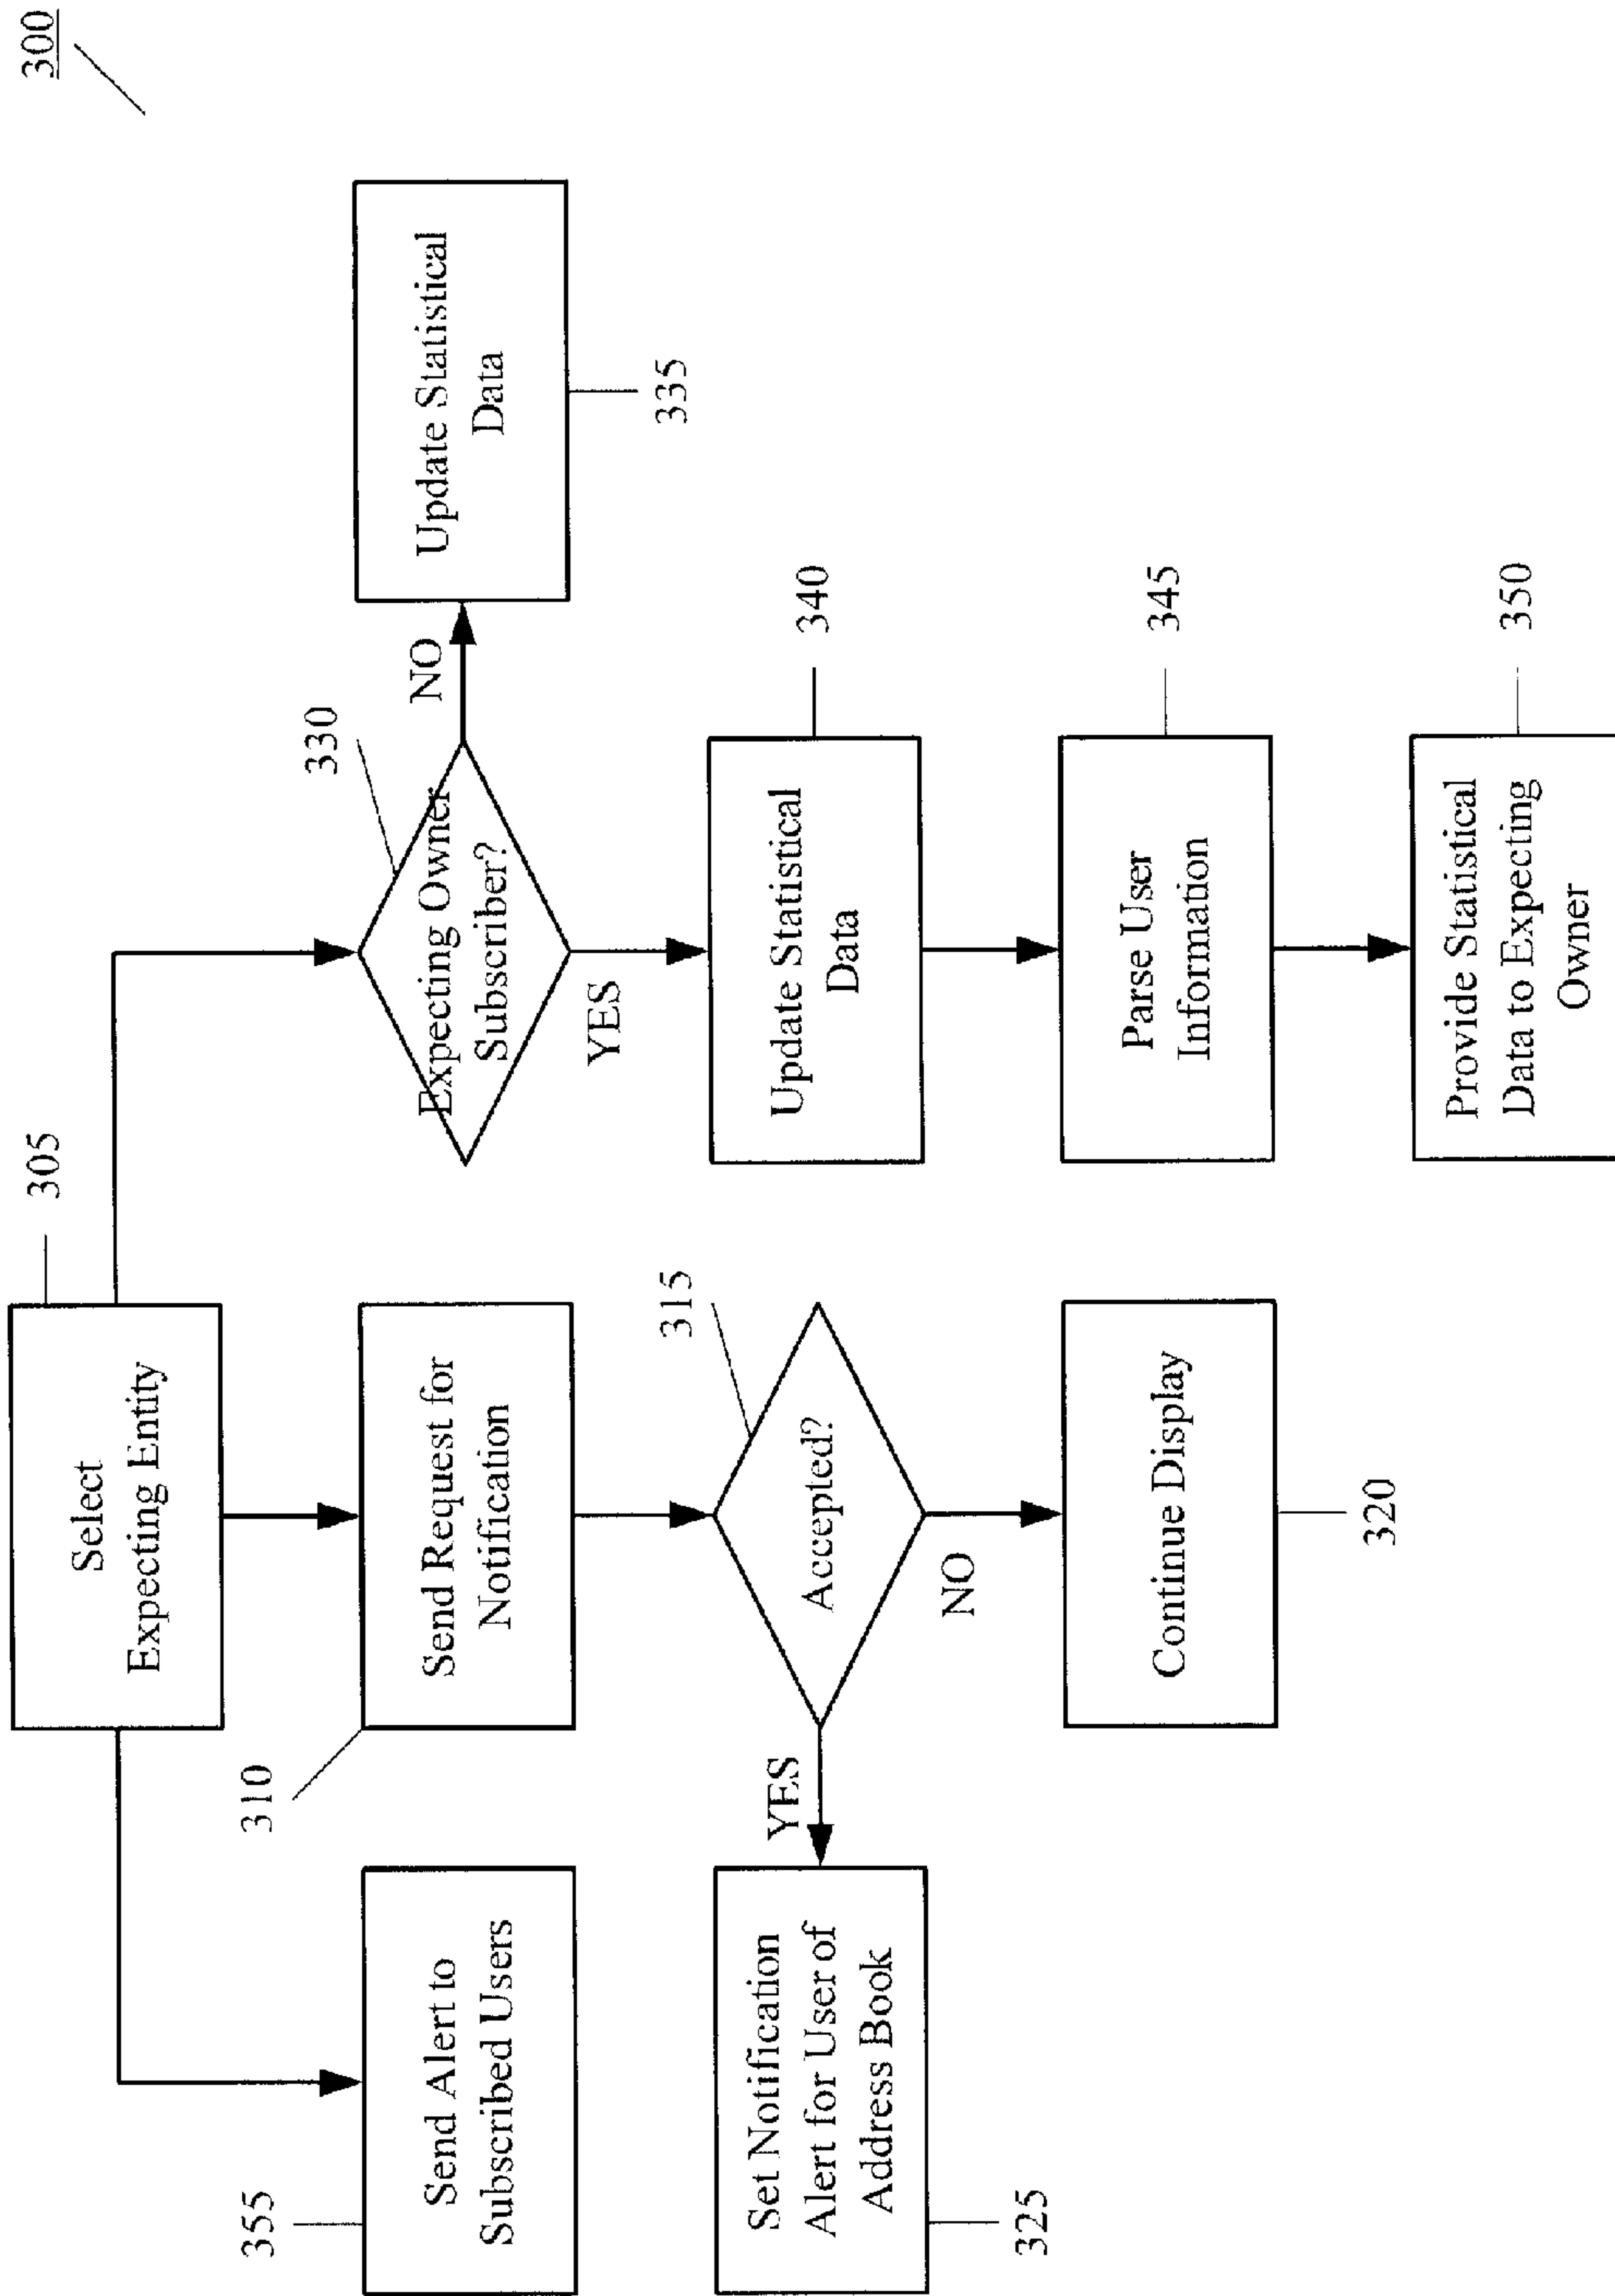 300
305
Select
Expecting Entity
355
Send Alert to
Subscribed Users
310
Send Request for
Notification
330
Expecting Owner
Subscriber?
NO
Update Statistical
Data
335
YES
315
Accepted?
YES
NO
Set Notification
Alert for User of
Address Book
325
Update Statistical
Data
340
Continue Display
320
Parse User
Information
345
Provide Statistical
Data to Expecting
Owner
350